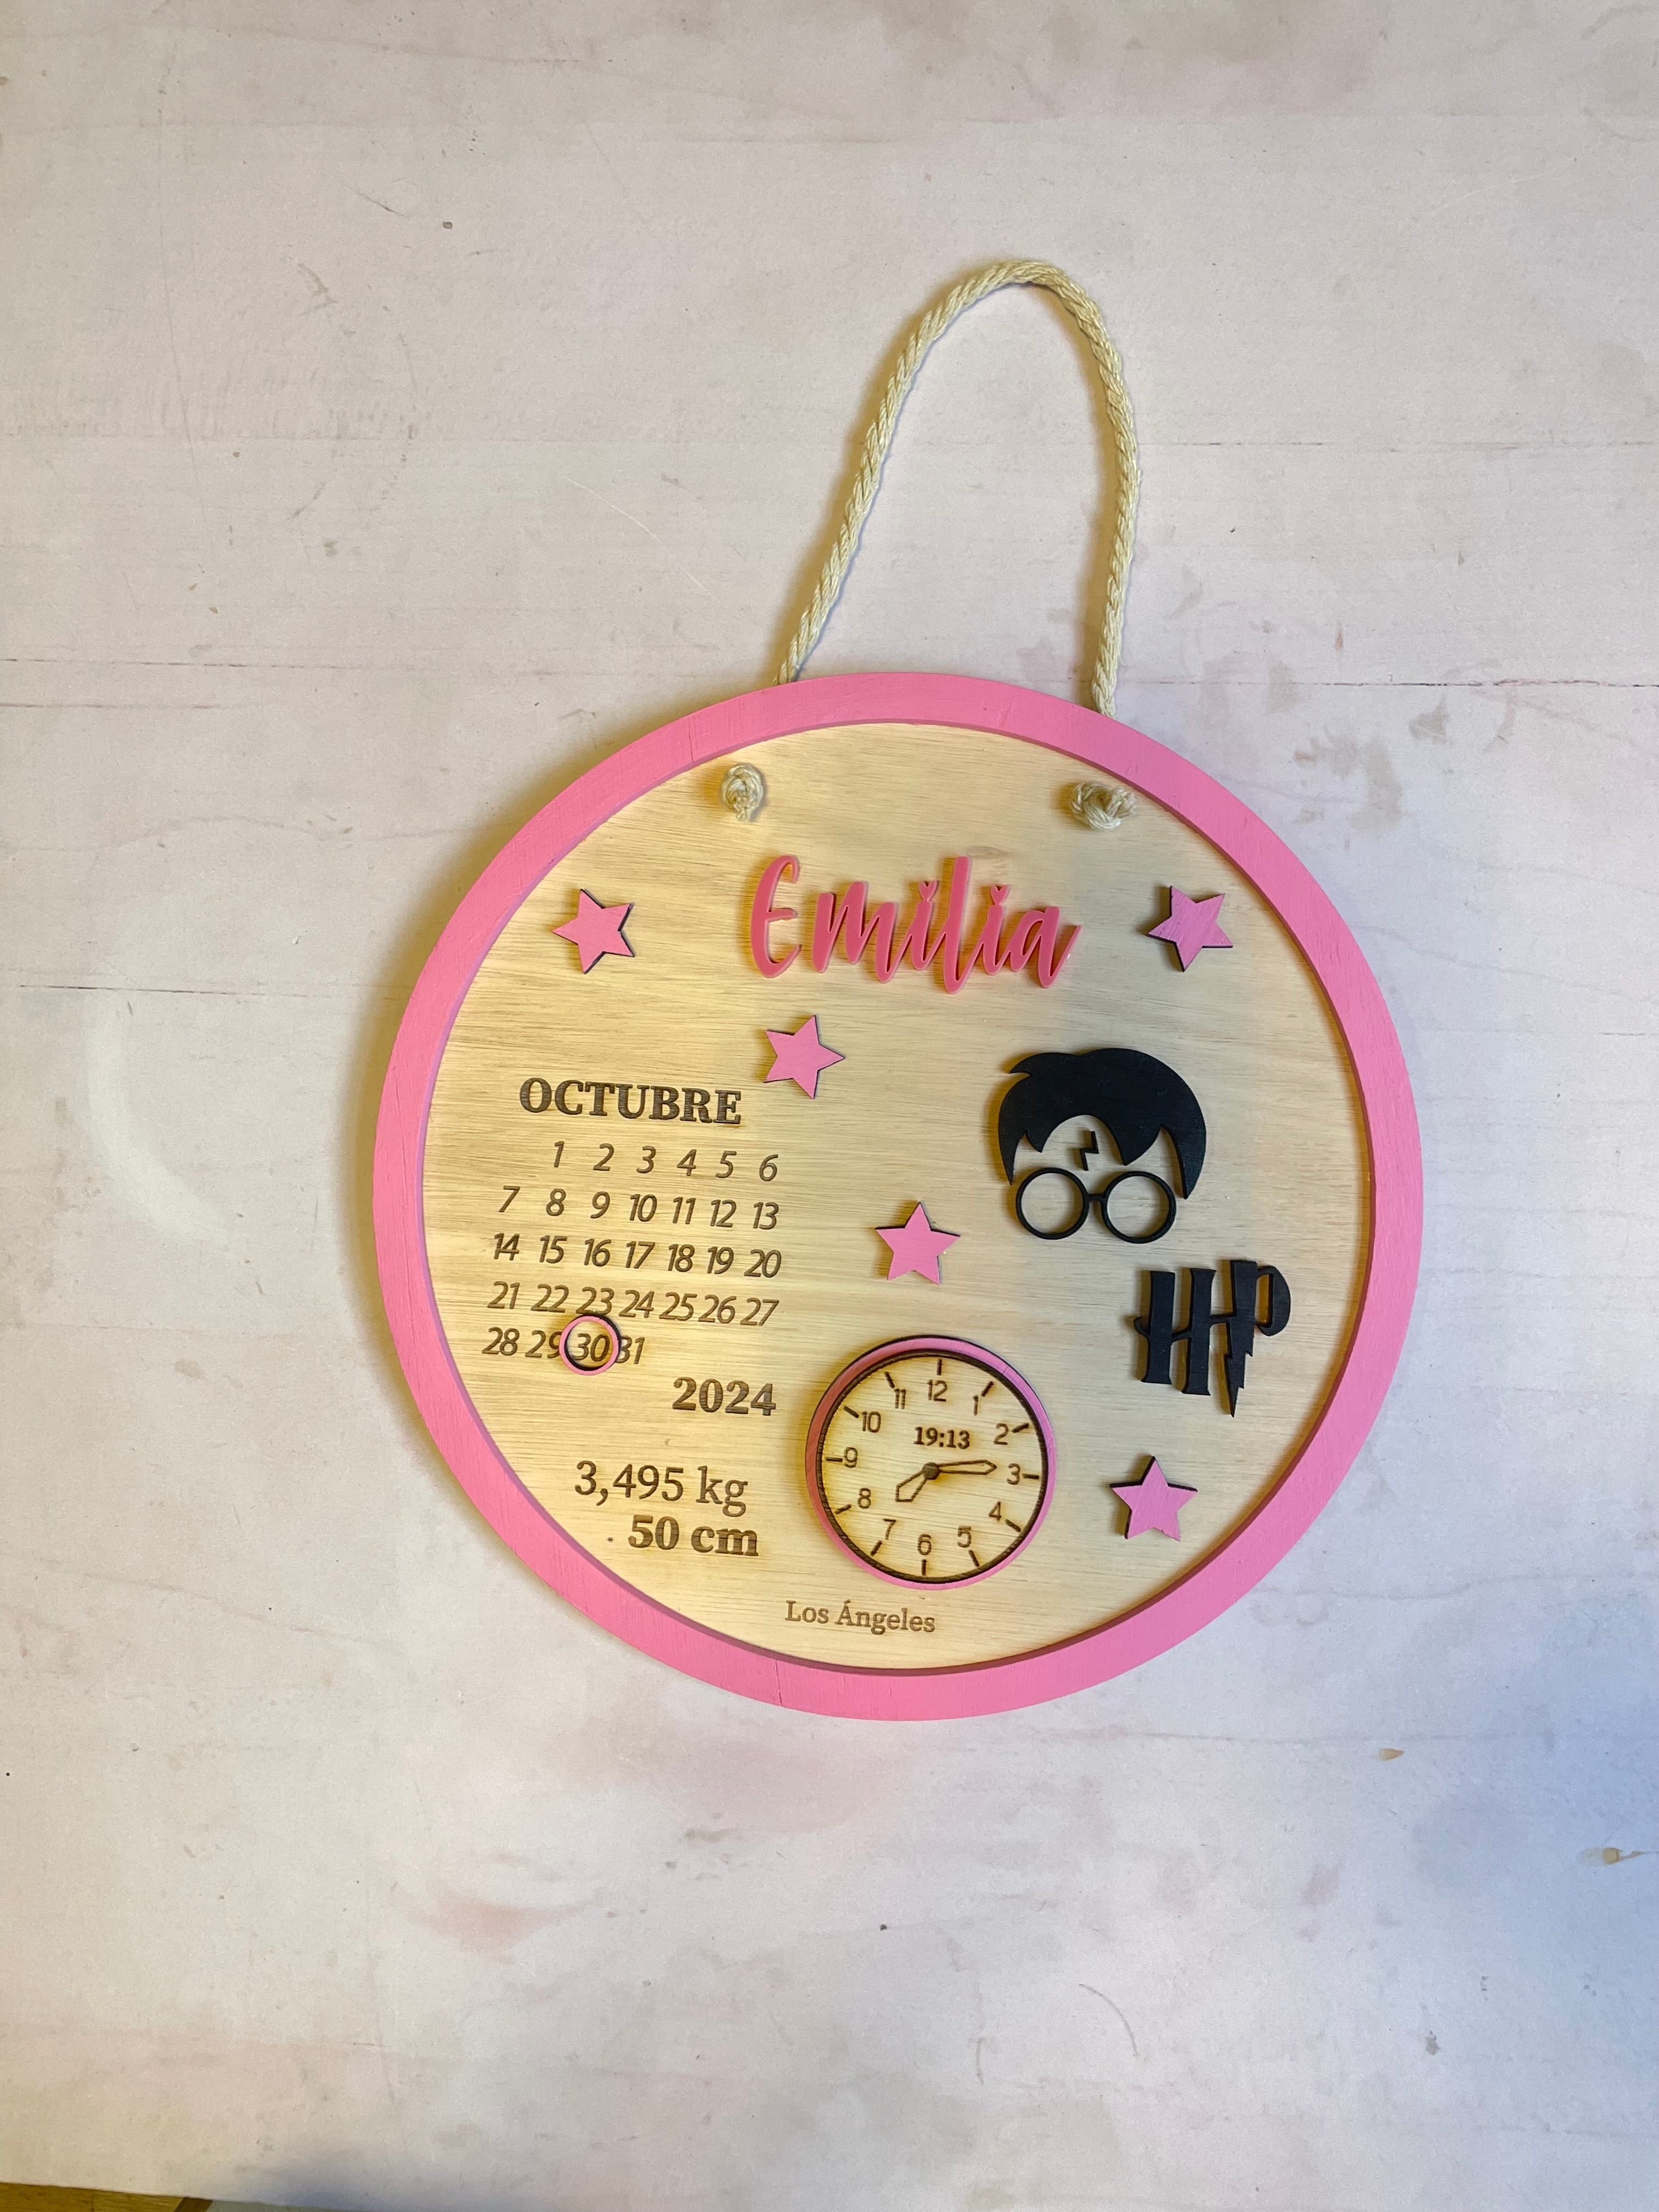 Emilia
OCTUBRE
1 2 3 4 5 6
7 8 9 10 11 12 13
14 15 16 17 18 19 20
21 22 23 24 25 26 27
28 29 30 31
2024
3,495 kg
50 cm
HP
12
11 1
10 2
19:13
9 3
8 4
7 5
6
Los Ángeles